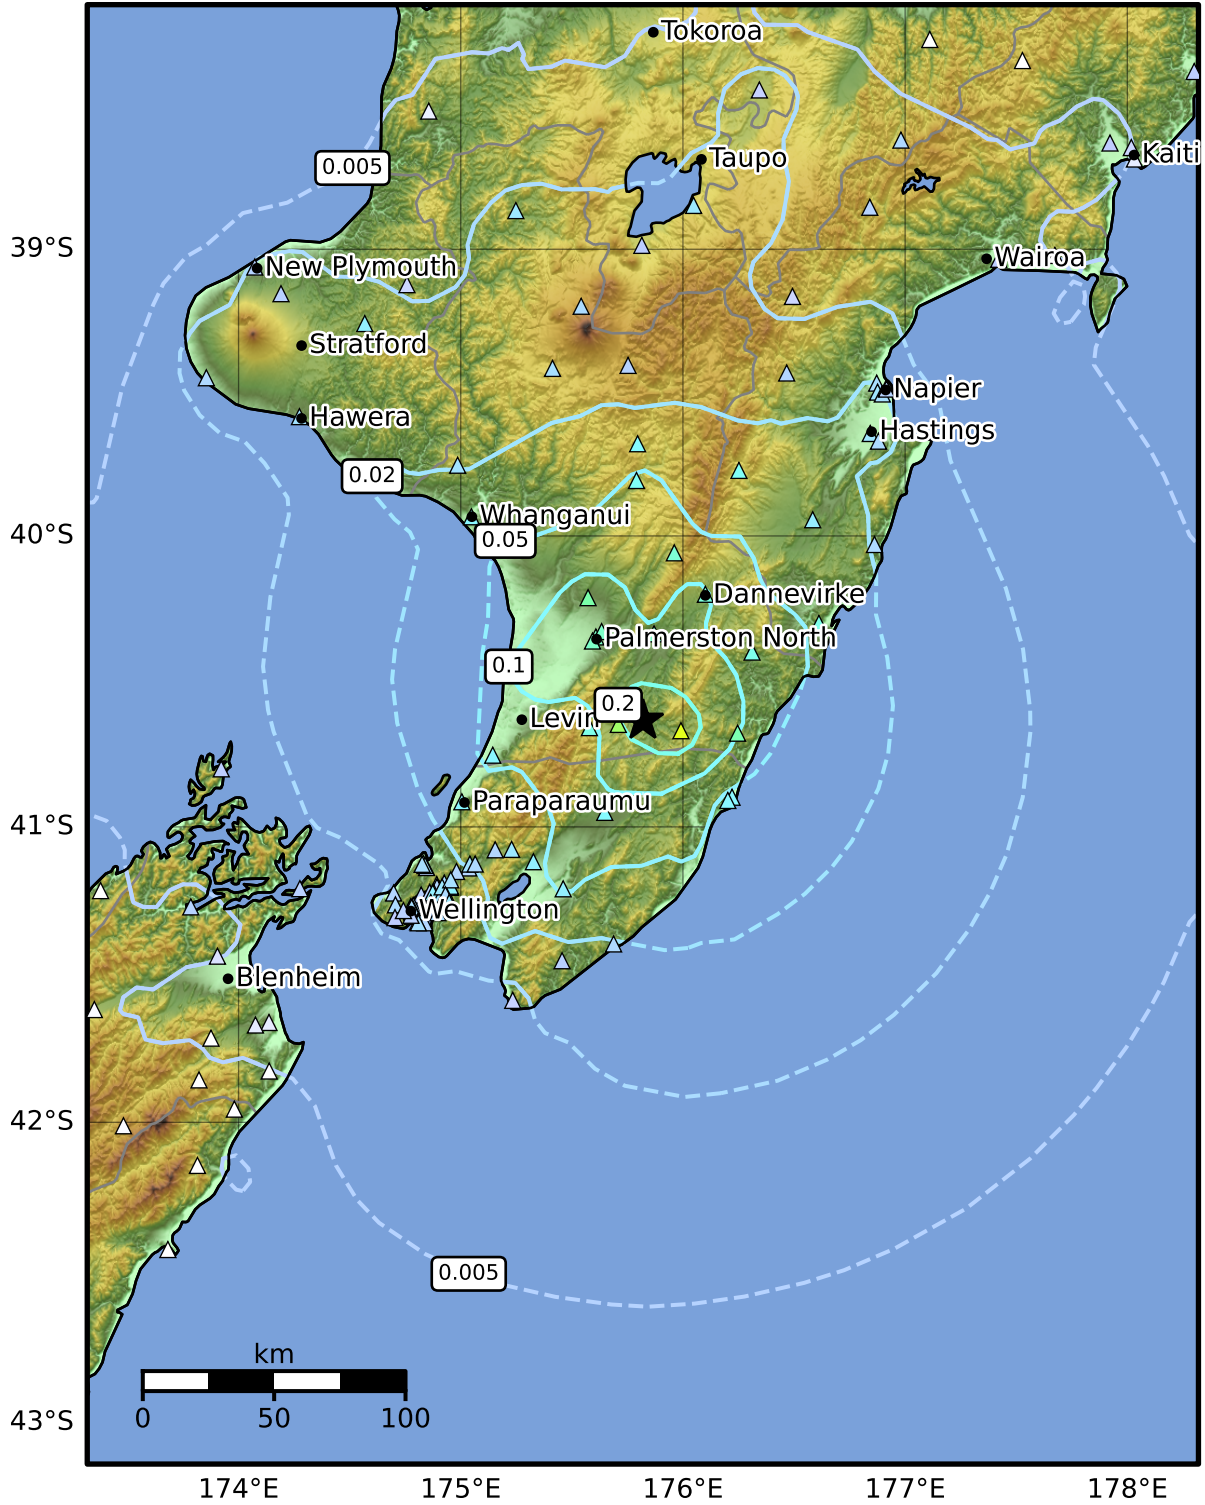 Tokoroa
Taupo
Kaiti
0.005
39°S
New Plymouth
Wairoa
Stratford
Napier
Hawera
Hastings
0.02
Whanganui
40°S
0.05
Dannevirke
Palmerston North
0.1
0.2
Levin
Paraparaumu
41°S
Wellington
Blenheim
42°S
0.005
km
0
50
100
43°S
174°E
175°E
176°E
177°E
178°E